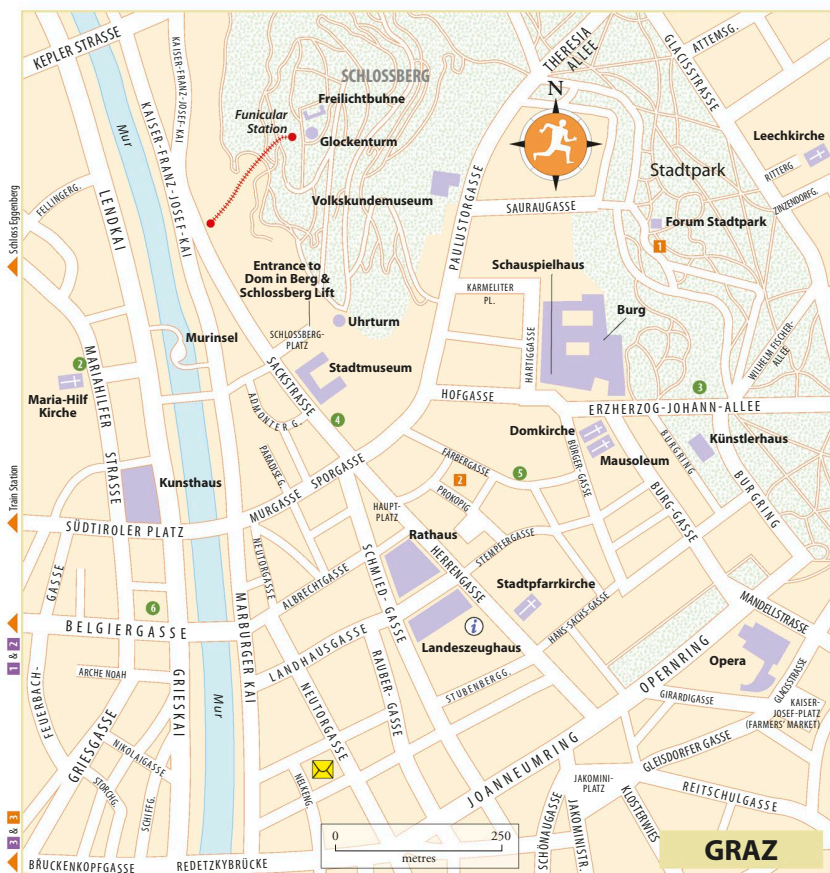 KEPLER STRASSE
KAISER-FRANZ-JOSEF-KAI
SCHLOSSBERG
THERESIA
ALLEE
GLACISSTRASSE
ATTEMSG.
Freilichtbuhne
Funicular
Station
Glockenturm
N
Mur
KAISER-FRANZ-JOSEF-KAI
Leechkirche
Stadtpark
RITTERG
ZINZENDORFG.
FELLINGERG.
LENDKAI
Schloss Eggenberg
Volkskundemuseum
PAULUSTORGASSE
SAURAUGASSE
Forum Stadtpark
1
Entrance to
Dom in Berg &
Schlossberg Lift
Schauspielhaus
KARMELITER
PL.
Burg
Uhrturm
SCHLOSSBERG-
PLATZ
HARTIGGASSE
Murinsel
WILHELM FISCHER-
ALLEE
2
MARIAHILFER
STRASSE
Maria-Hilf
Kirche
Stadtmuseum
SACKSTRASSE
3
HOFGASSE
ERZHERZOG-JOHANN-ALLEE
ADMONTERG.
4
Domkirche
Künstlerhaus
FÄRBERGASSE
BÜRGER-GASSE
Mausoleum
BURGRING
PARADEISG.
SPORGASSE
5
2
PROKOPIG
Kunsthaus
BURG-GASSE
BURGRING
Train Station
MURGASSE
HAUPT-
PLATZ
SÜDTIROLER PLATZ
Rathaus
STEMPFERGASSE
NEUTORGASSE
HERRENGASSE
GASSE
ALBRECHTGASSE
SCHMIED-GASSE
Stadtpfarrkirche
MANDELLSTRASSE
6
HANS-SACHS-GASSE
BELGIERGASSE
MARBURGER KAI
LANDHAUSGASSE
i
Landeszeughaus
Opera
OPERNRING
1 & 2
FEUERBACH-
ARCHE NOAH
GRIESKAI
Mur
RAUBER-GASSE
STUBENBERGG.
GLACISSTRASSE
GIRARDIGASSE
KAISER-
JOSEF-PLATZ
(FARMERS' MARKET)
NEUTORGASSE
GRIESGASSE
NIKOLAIGASSE
GLEISDORFER GASSE
JOANNEUMRING
JAKOMINI-
PLATZ
STORCHG.
SCHIFFG.
NELKENG.
REITSCHULGASSE
KLOSTERWIES
3 & 3
SCHÖNAUGASSE
JAKOMINISTR.
0
250
metres
GRAZ
BRUCKENKOPFGASSE
REDETZKYBRÜCKE